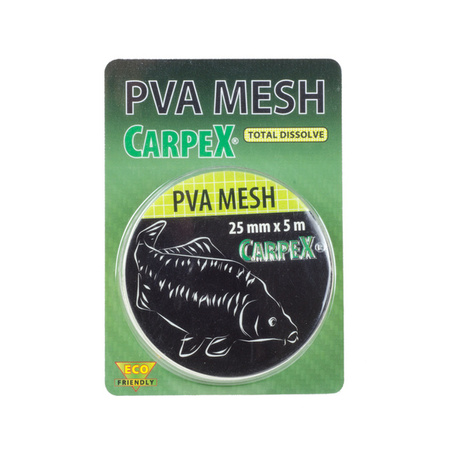 PVA MESH
CARPEX®
TOTAL DISSOLVE
PVA MESH
25 mm x 5 m
CARPEX®
ECO
FRIENDLY